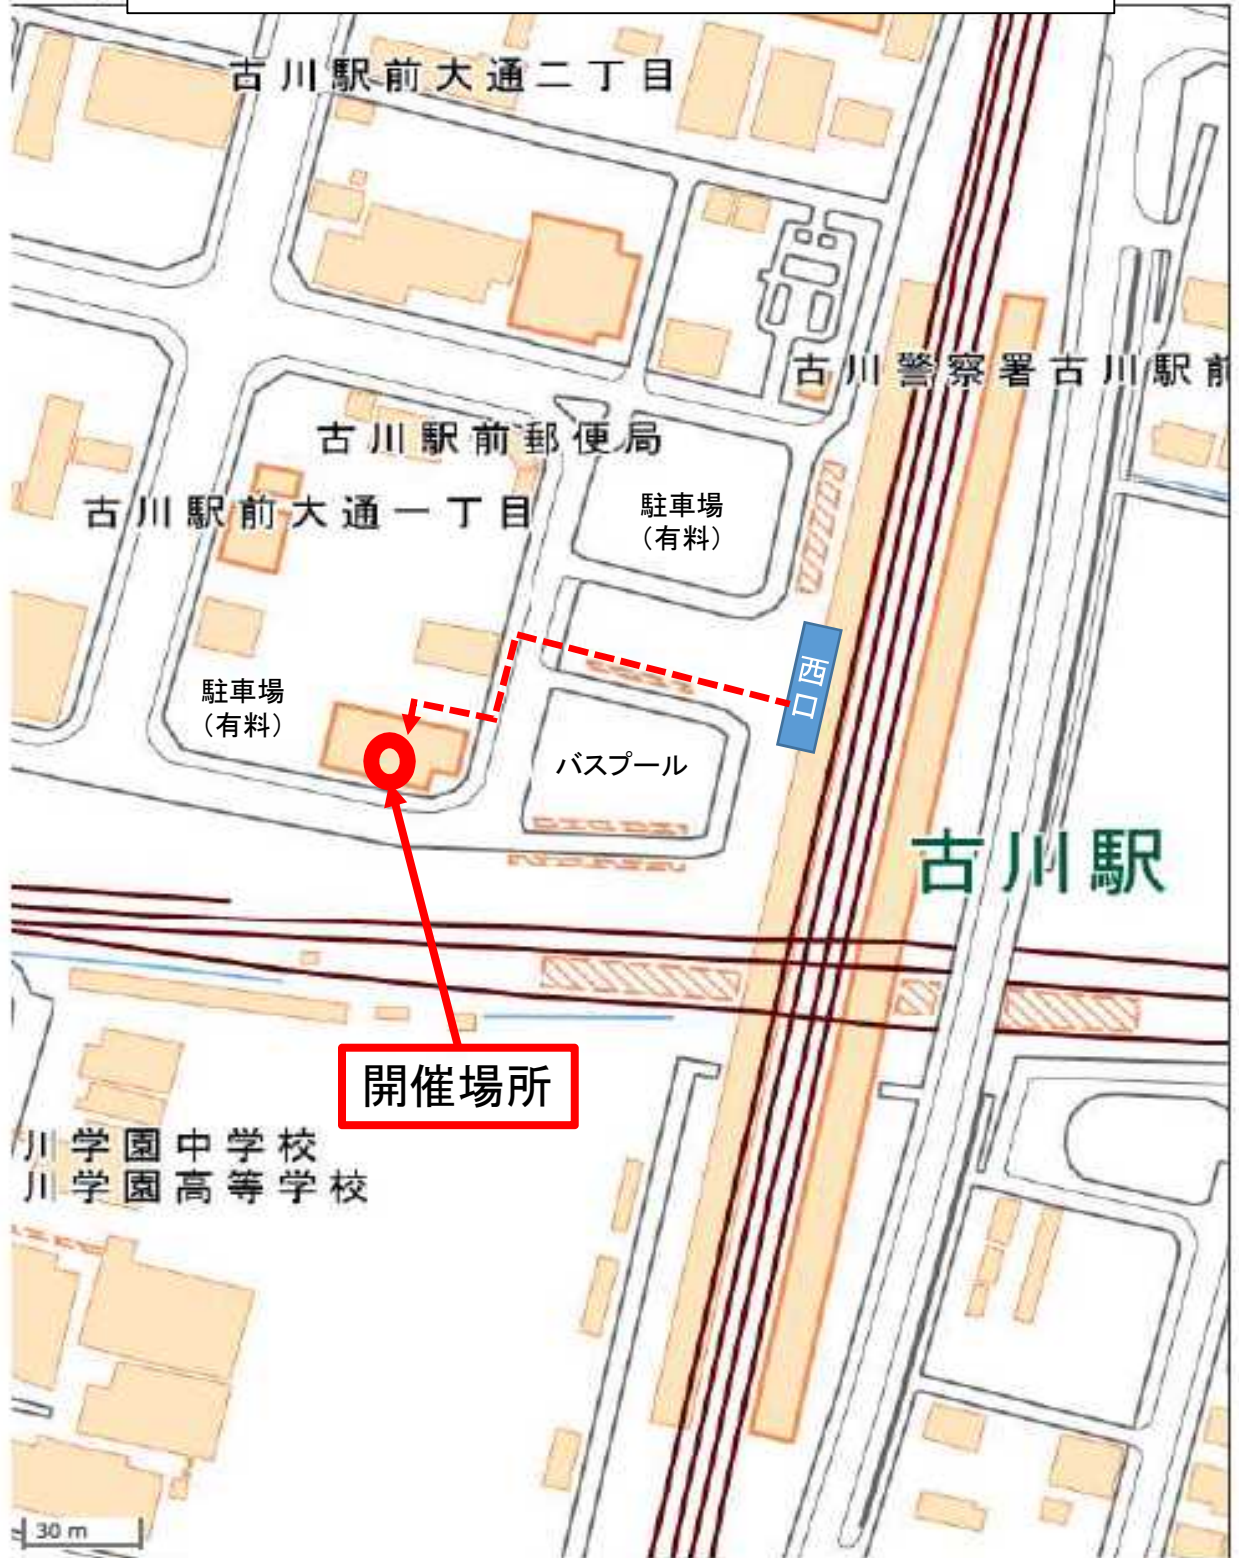 古川駅前大通二丁目
古川警察署古川駅前
古川駅前郵便局
古川駅前大通一丁目
駐車場
（有料）
西口
駐車場
（有料）
バスプール
古川駅
開催場所
川学園中学校
川学園高等学校
30 m